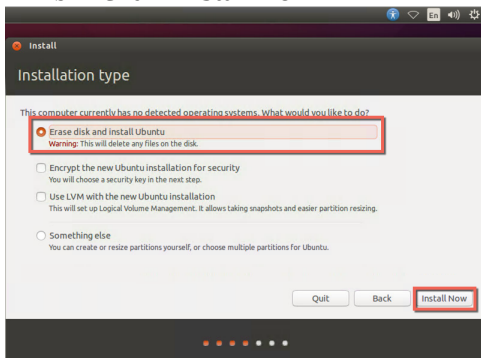 En
Install
Installation type
This computer currently has no detected operating systems. What would you like to do?
Erase disk and install Ubuntu
Warning: This will delete any files on the disk.
Encrypt the new Ubuntu installation for security
You will choose a security key in the next step.
Use LVM with the new Ubuntu installation
This will set up Logical Volume Management. It allows taking snapshots and easier partition resizing.
Something else
You can create or resize partitions yourself, or choose multiple partitions for Ubuntu.
Quit Back Install Now